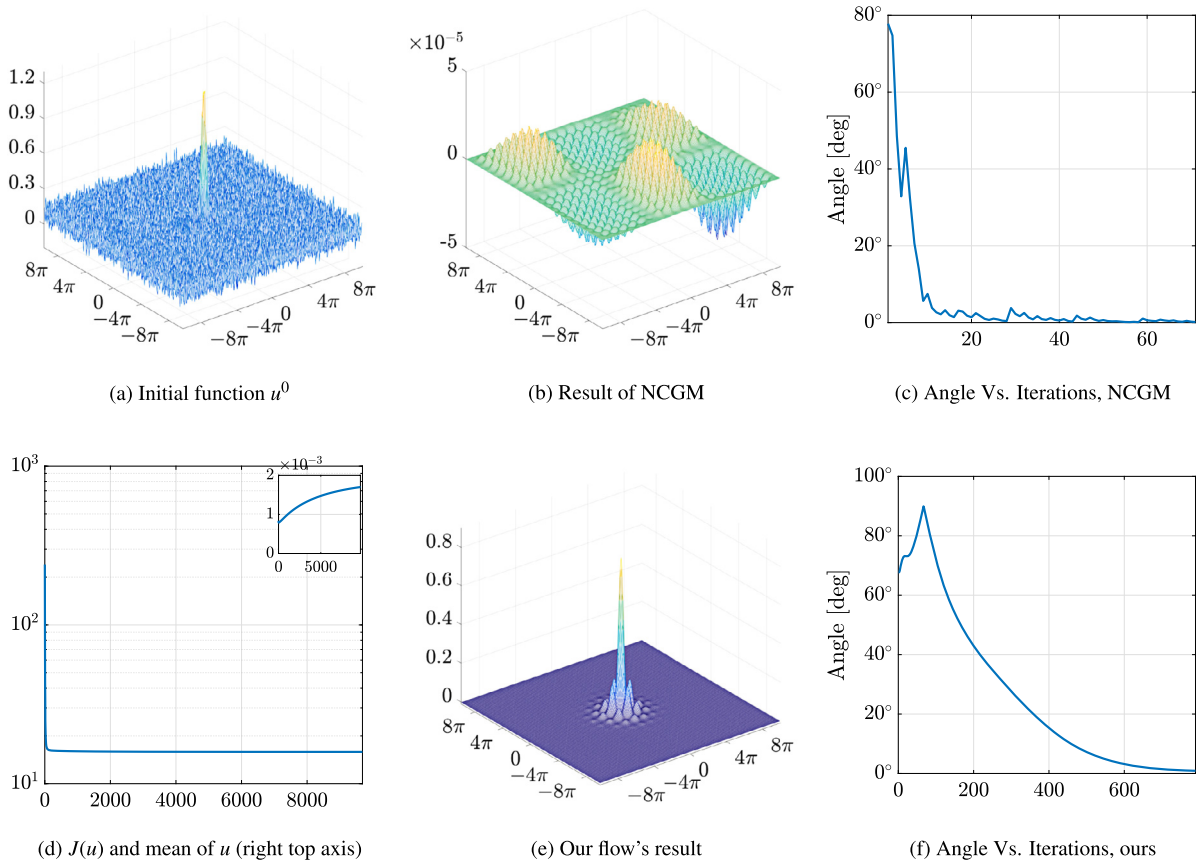 1.2
0.9
0.6
0.3
0
8π
4π
0
−4π
−8π
−8π
−4π
0
4π
8π
(a) Initial function u⁰
×10⁻⁵
5
0
-5
8π
4π
0
−4π
−8π
−8π
−4π
0
4π
8π
(b) Result of NCGM
80°
60°
40°
20°
0°
Angle [deg]
20
40
60
(c) Angle Vs. Iterations, NCGM
10³
10²
10¹
0
2000
4000
6000
8000
×10⁻³
2
1
0
0
5000
(d) J(u) and mean of u (right top axis)
0.8
0.6
0.4
0.2
0
8π
4π
0
−4π
−8π
−8π
−4π
0
4π
8π
(e) Our flow's result
100°
80°
60°
40°
20°
0°
Angle [deg]
0
200
400
600
(f) Angle Vs. Iterations, ours